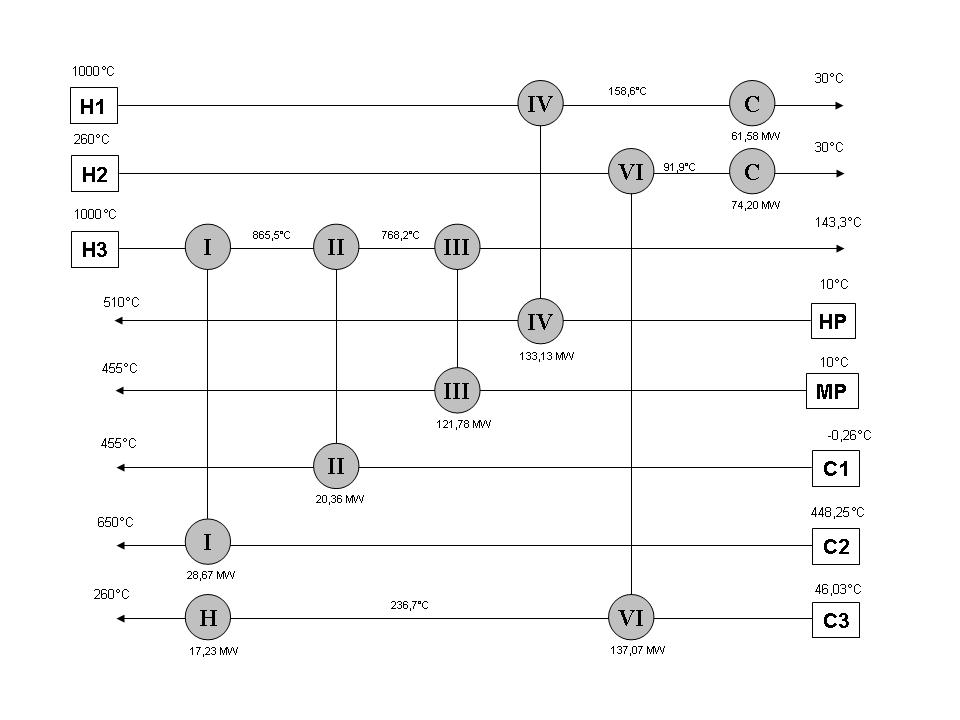 1000°C
30°C
H1
IV
158,6°C
C
61,58 MW
260°C
30°C
H2
VI
91,9°C
C
74,20 MW
1000°C
143,3°C
H3
I
865,5°C
II
768,2°C
III
510°C
10°C
IV
HP
133,13 MW
455°C
10°C
III
MP
121,78 MW
455°C
-0,26°C
II
C1
20,36 MW
650°C
448,25°C
I
C2
28,67 MW
260°C
46,03°C
H
236,7°C
VI
C3
17,23 MW
137,07 MW